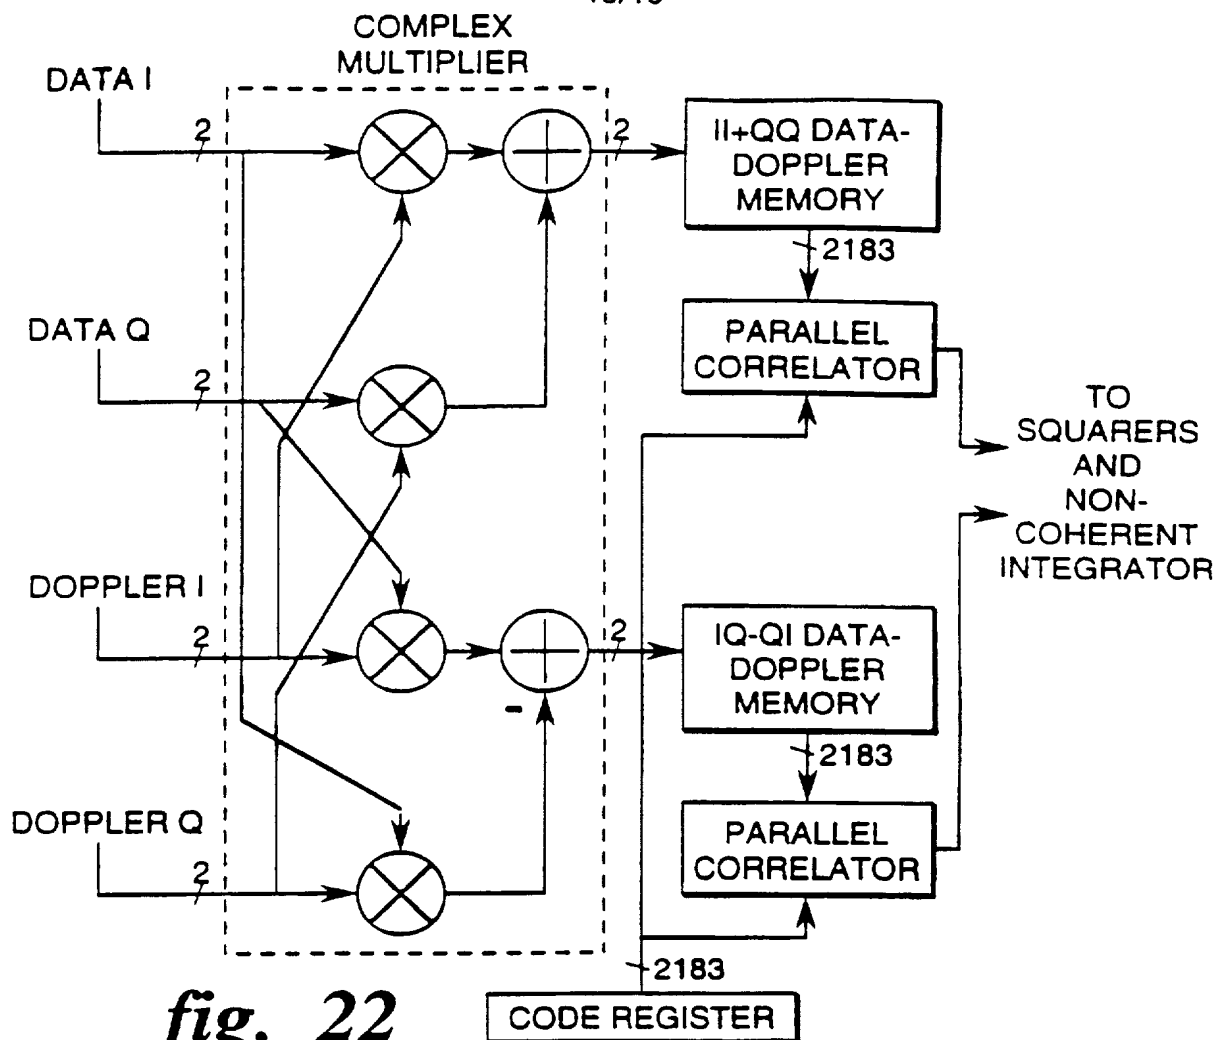 COMPLEX
MULTIPLIER
DATA I
2
2
II+QQ DATA-
DOPPLER
MEMORY
2183
DATA Q
2
PARALLEL
CORRELATOR
TO
SQUARERS
AND
NON-
COHERENT
INTEGRATOR
DOPPLER I
2
2
IQ-QI DATA-
DOPPLER
MEMORY
-
2183
DOPPLER Q
2
PARALLEL
CORRELATOR
2183
fig. 22
CODE REGISTER